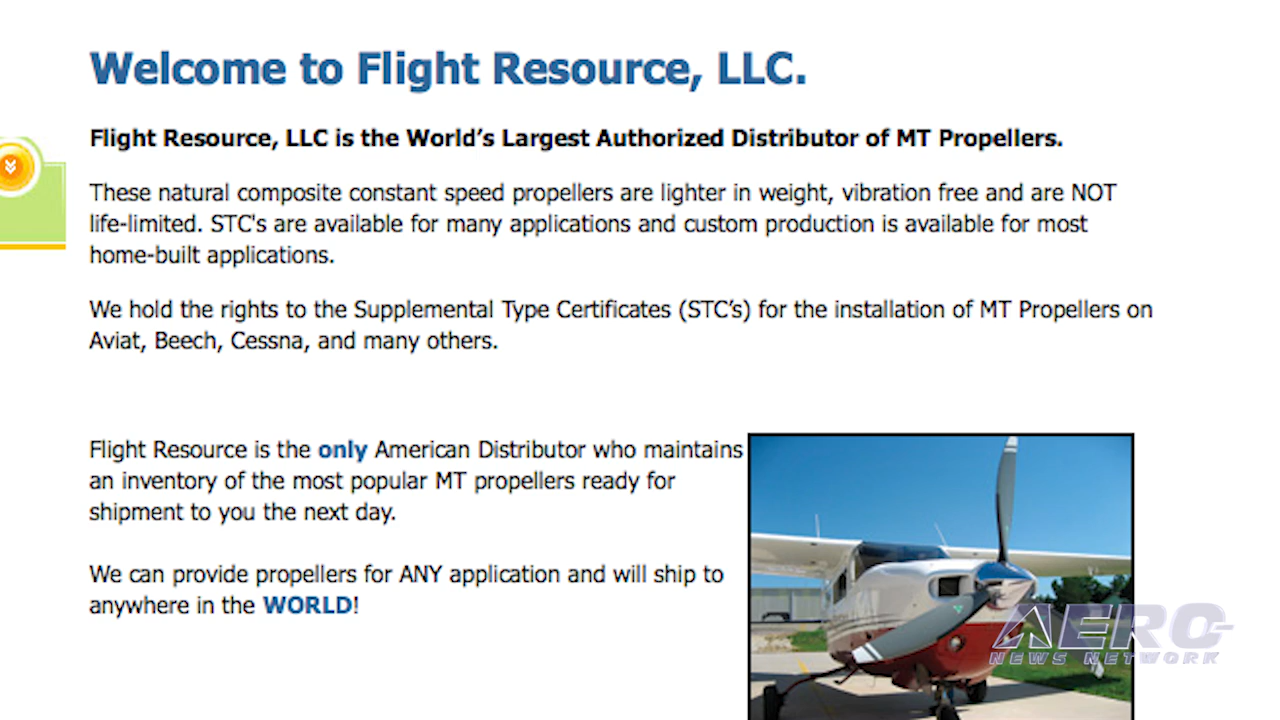 Welcome to Flight Resource, LLC.
Flight Resource, LLC is the World’s Largest Authorized Distributor of MT Propellers.
These natural composite constant speed propellers are lighter in weight, vibration free and are NOT
life-limited. STC's are available for many applications and custom production is available for most
home-built applications.
We hold the rights to the Supplemental Type Certificates (STC’s) for the installation of MT Propellers on
Aviat, Beech, Cessna, and many others.
Flight Resource is the only American Distributor who maintains
an inventory of the most popular MT propellers ready for
shipment to you the next day.
We can provide propellers for ANY application and will ship to
anywhere in the WORLD!
AERO
NEWS NETWORK